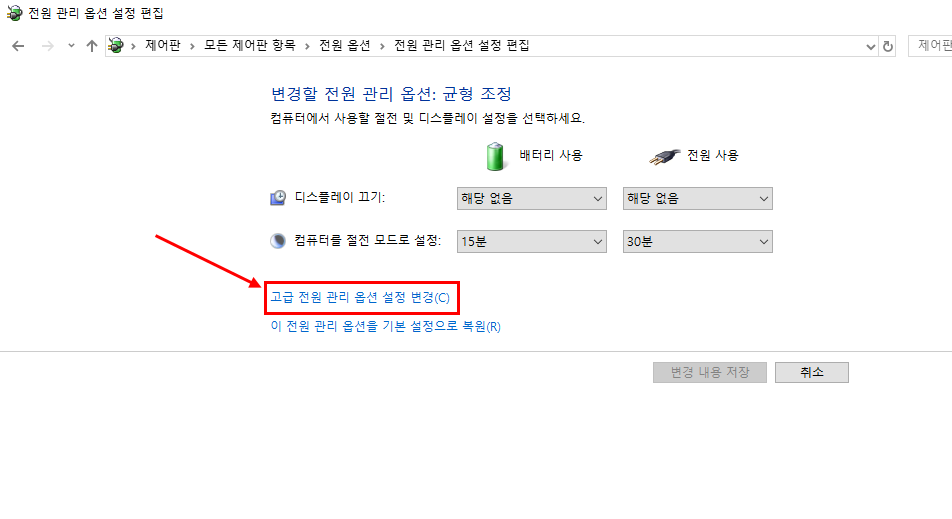 전원 관리 옵션 설정 편집
제어판 › 모든 제어판 항목 › 전원 옵션 › 전원 관리 옵션 설정 편집
변경할 전원 관리 옵션: 균형 조정
컴퓨터에서 사용할 절전 및 디스플레이 설정을 선택하세요.
배터리 사용 전원 사용
디스플레이 끄기: 해당 없음 해당 없음
컴퓨터를 절전 모드로 설정: 15분 30분
고급 전원 관리 옵션 설정 변경(C)
이 전원 관리 옵션을 기본 설정으로 복원(R)
변경 내용 저장 취소